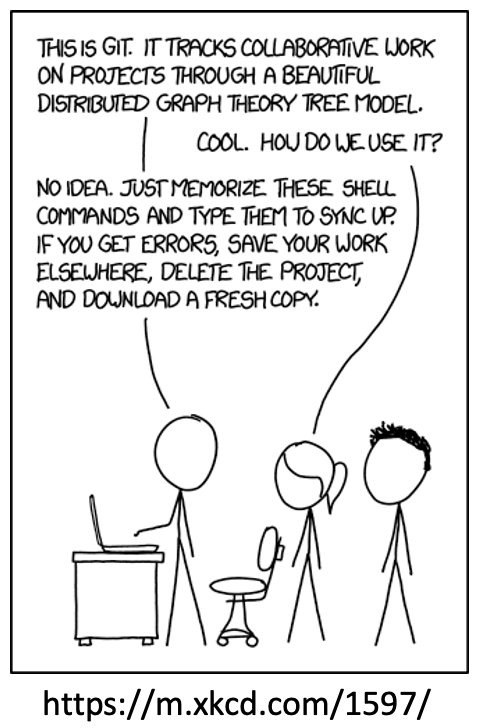 THIS IS GIT. IT TRACKS COLLABORATIVE WORK
ON PROJECTS THROUGH A BEAUTIFUL
DISTRIBUTED GRAPH THEORY TREE MODEL.
COOL. HOW DO WE USE IT?
NO IDEA. JUST MEMORIZE THESE SHELL
COMMANDS AND TYPE THEM TO SYNC UP.
IF YOU GET ERRORS, SAVE YOUR WORK
ELSEWHERE, DELETE THE PROJECT,
AND DOWNLOAD A FRESH COPY.
https://m.xkcd.com/1597/